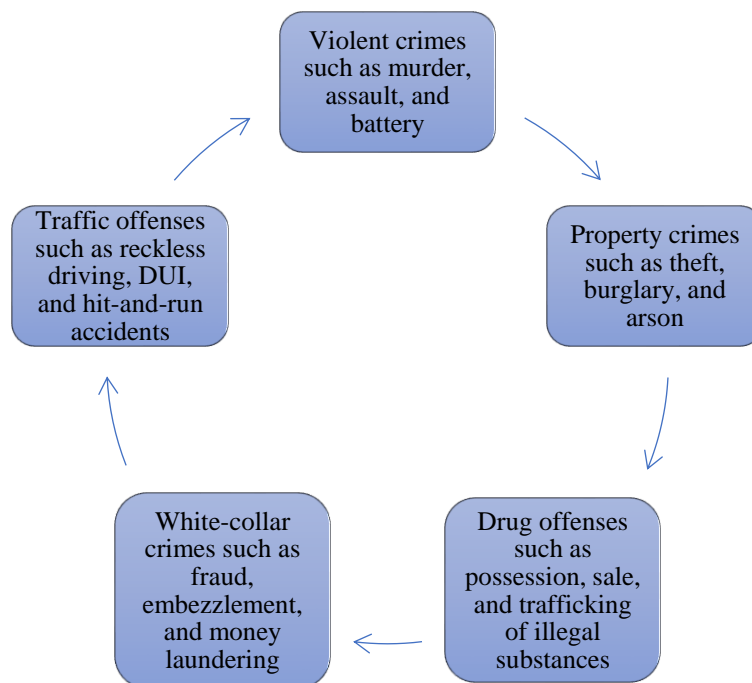 Violent crimes
such as murder,
assault, and
battery
Property crimes
such as theft,
burglary, and
arson
Drug offenses
such as
possession, sale,
and trafficking
of illegal
substances
White-collar
crimes such as
fraud,
embezzlement,
and money
laundering
Traffic offenses
such as reckless
driving, DUI,
and hit-and-run
accidents